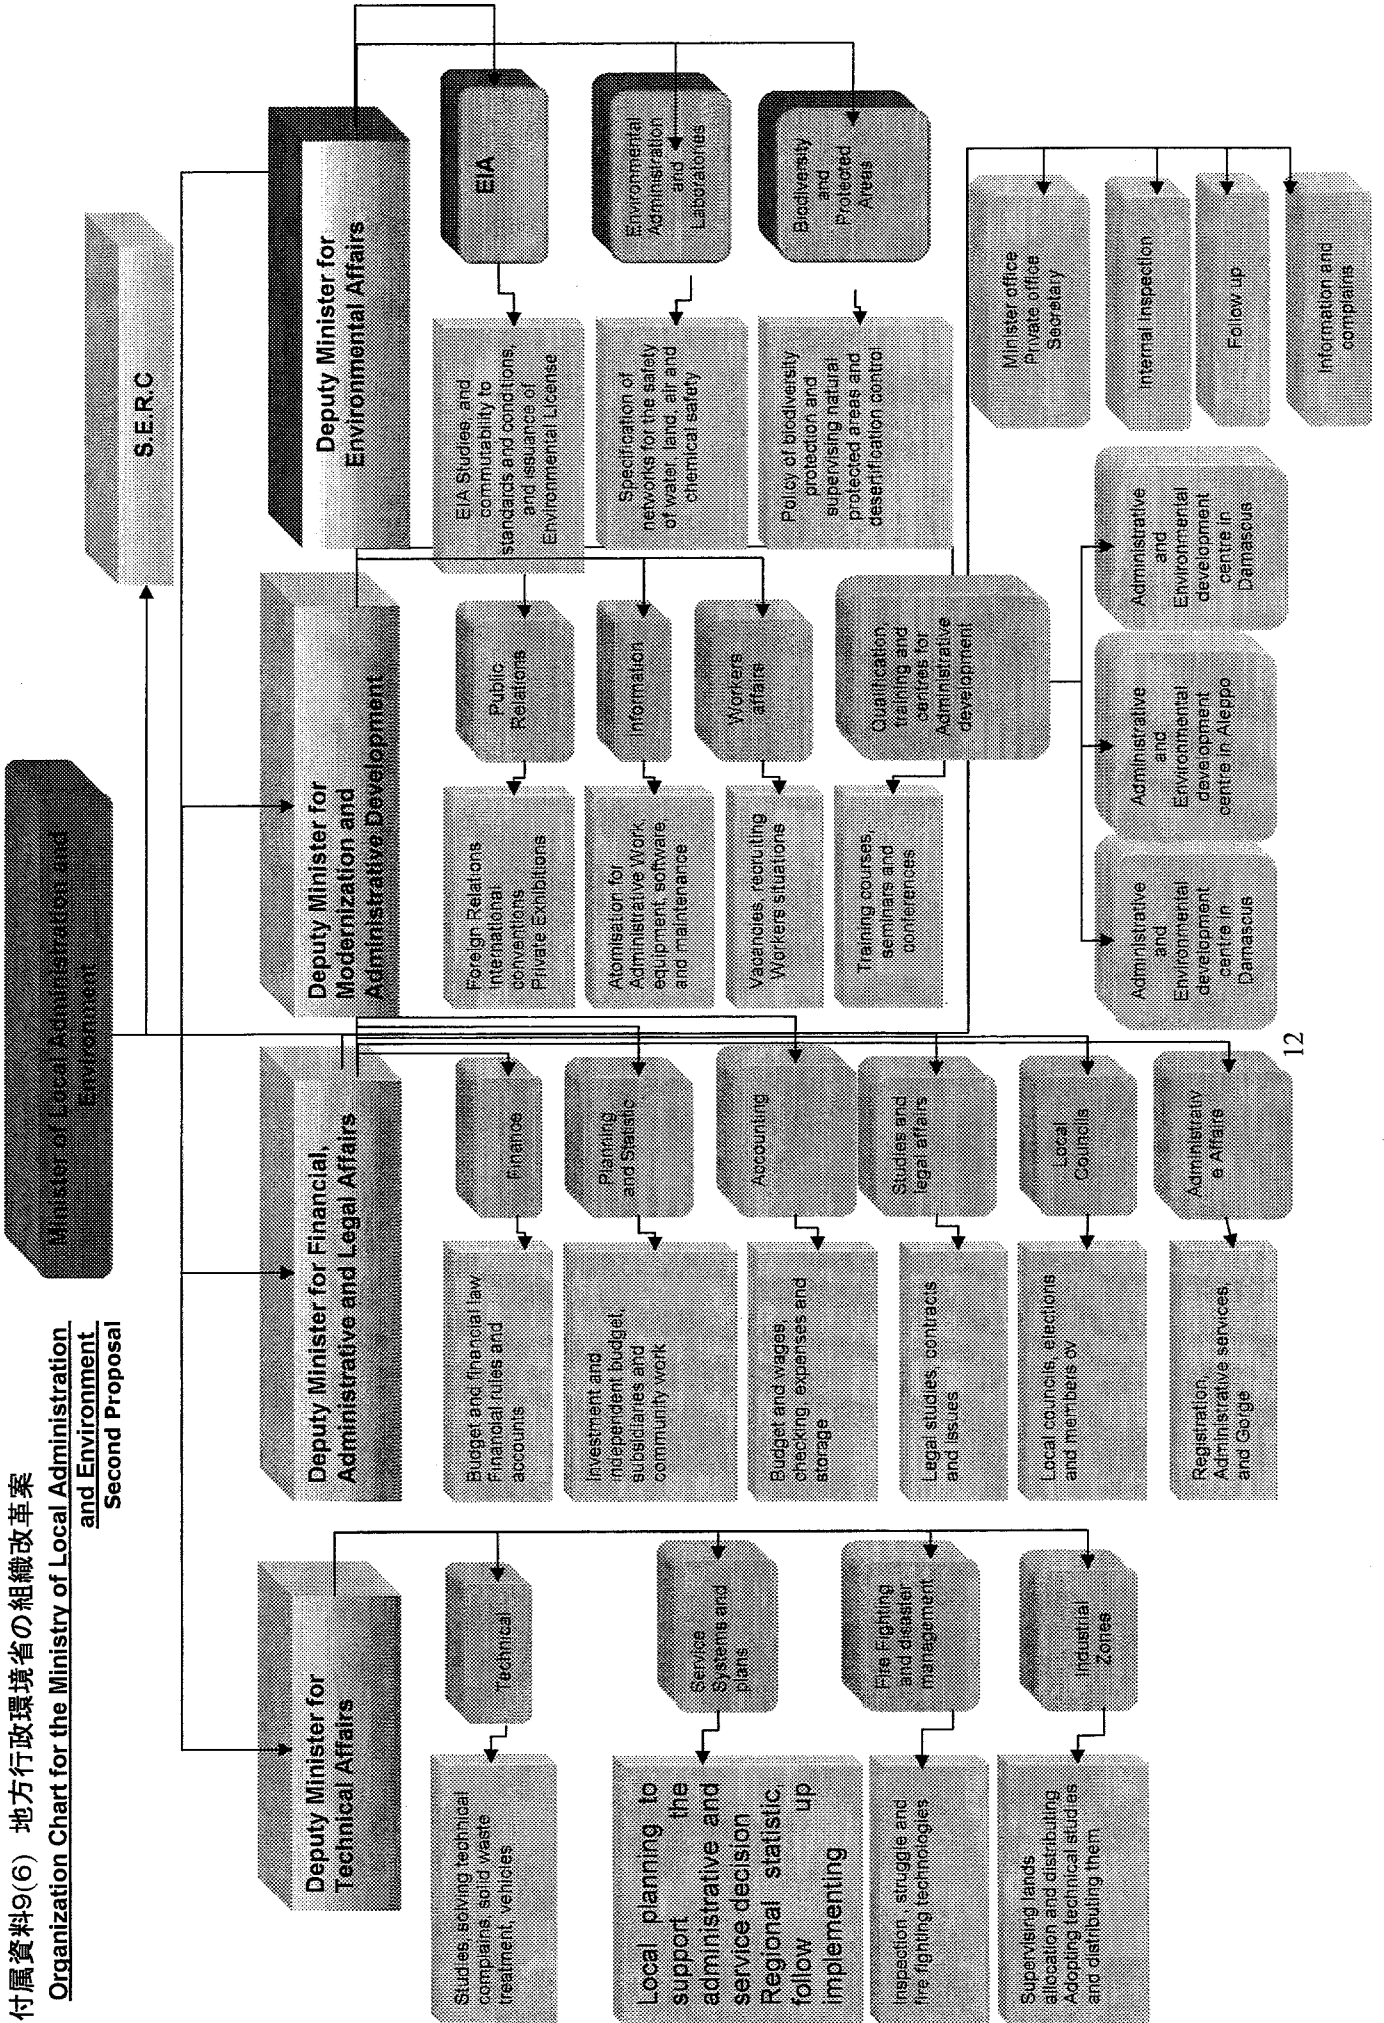 付属資料9(6) 地方行政環境省の組織改革案
Organization Chart for the Ministry of Local Administration
and Environment
Second Proposal
Minister of Local Administration and
Environment
S.E.R.C
Deputy Minister for
Technical Affairs
Deputy Minister for Financial,
Administrative and Legal Affairs
Deputy Minister for
Modernization and
Administrative Development
Deputy Minister for
Environmental Affairs
Technical
Studies, solving technical
complains, solid waste
treatment, vehicles
Service
Systems and
plans
Local planning to
support the
administrative and
service decision
Regional statistic,
follow up
implementing
Fire Fighting
and disaster
management
Inspection , struggle and
fire fighting technologies
Industrial
Zones
Supervising lands
allocation and distributing
Adopting technical studies
and distributing them
Finance
Budget and financial law
Financial rules and
accounts
Planning
and Statistic
Investment and
independent budget,
subsidiaries and
community work
Accounting
Budget and wages,
checking, expenses and
storage
Studies and
legal affairs
Legal studies, contracts
and issues
Local
Councils
Local councils, elections
and members cv
Administrativ
e Affairs
Registration,
Administrative services,
and Gorge
Public
Relations
Foreign Relations
International
conventions
Private Exhibitions
Information
Atomisation for
Administrative Work,
equipment, software,
and maintenance
Workers
affairs
Vacancies, recruiting
Workers situations
Qualification,
training and
centres for
Administrative
development
Training courses,
seminars and
conferences
Administrative
and
Environmental
development
centre in
Damascus
Administrative
and
Environmental
development
centre in Aleppo
Administrative
and
Environmental
development
centre in
Damascus
EIA
EIA Studies, and
commutability to
standards and conditions,
and issuance of
Environmental License
Environmental
Administration
and
Laboratories
Specification of
networks for the safety
of water, land, air and
chemical safety
Biodiversity
and
Protected
Areas
Policy of biodiversity
protection and
supervising natural
protected areas and
desertification control
Minister office
Private office
Secretary
Internal Inspection
Follow up
Information and
complains
12